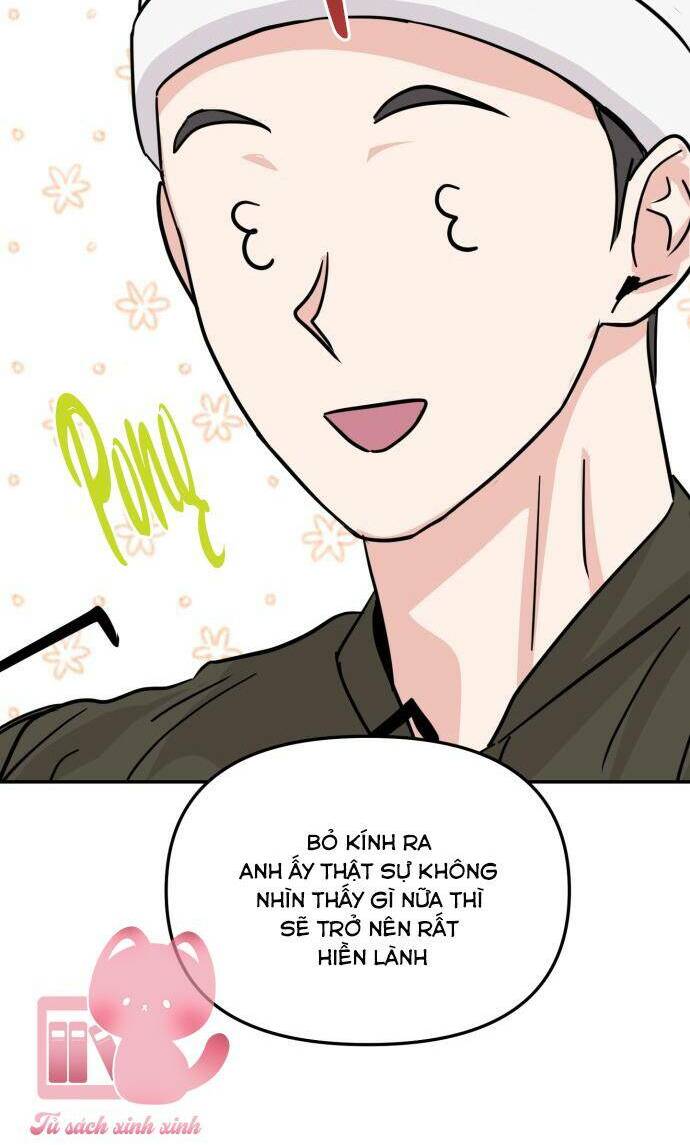 Pong
BỎ KÍNH RA
ANH ẤY THẬT SỰ KHÔNG
NHÌN THẤY GÌ NỮA THÌ
SẼ TRỞ NÊN RẤT
HIỀN LÀNH
Tủ sách xinh xinh